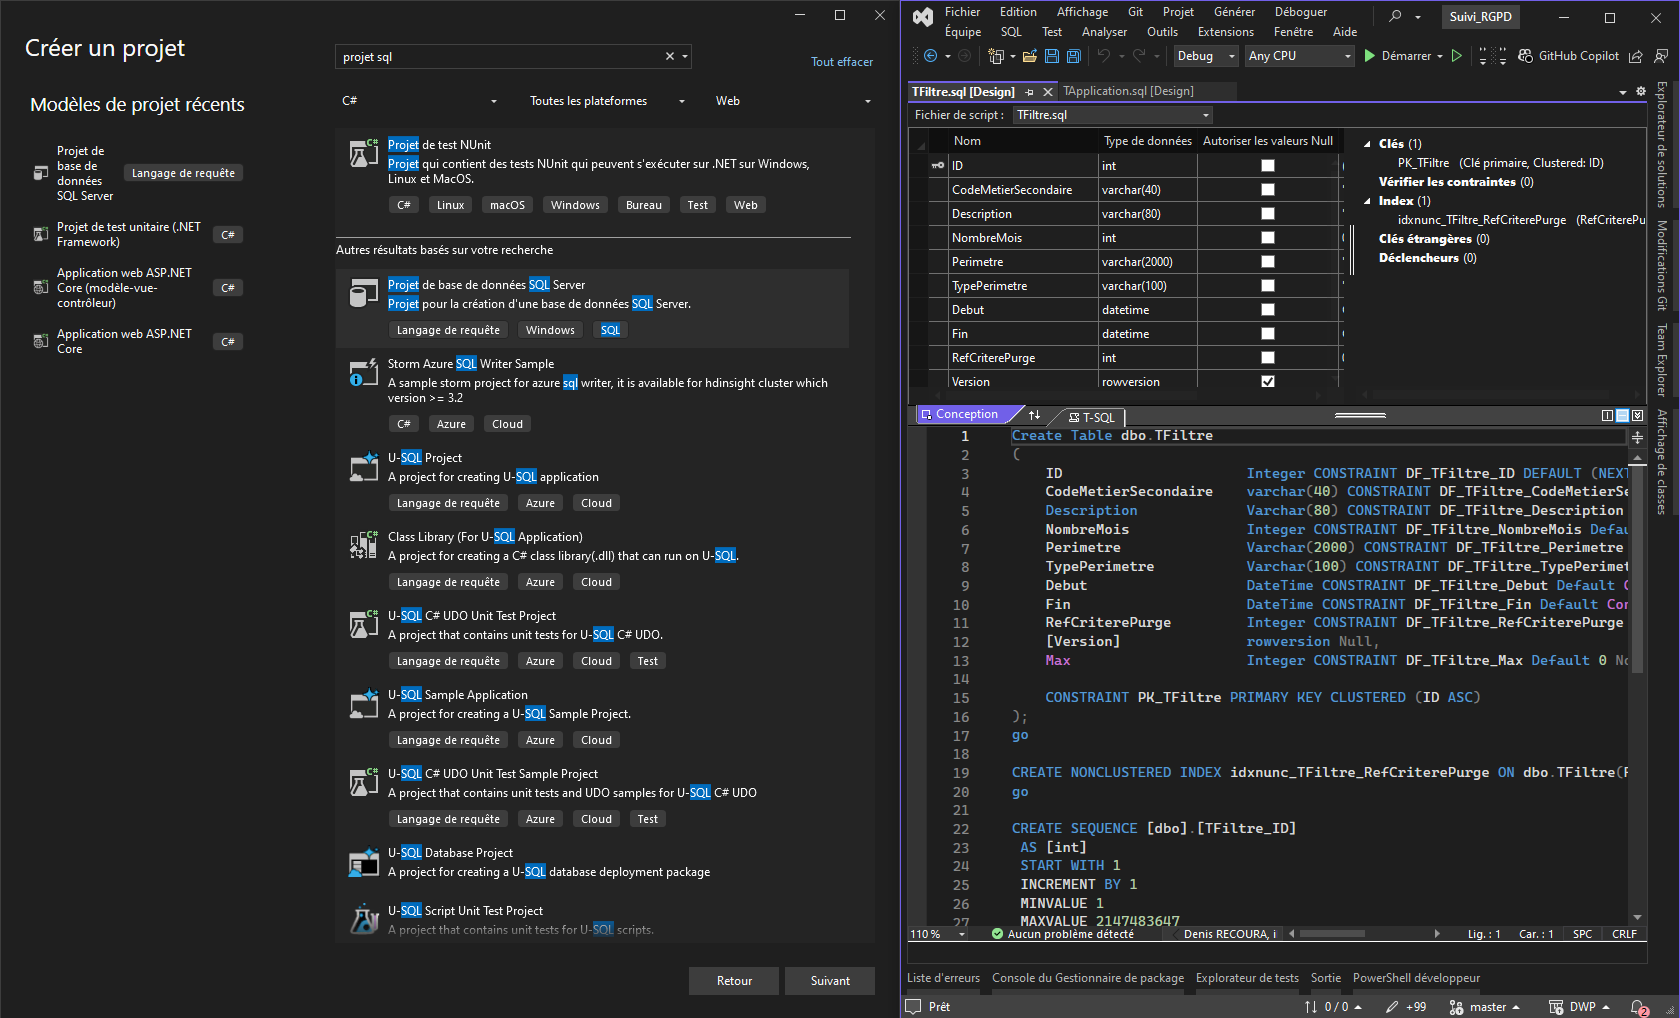 Créer un projet
Modèles de projet récents
Projet de
base de
données
SQL Server
Langage de requête
Projet de test unitaire (.NET
Framework)
C#
Application web ASP.NET
Core (modèle-vue-
contrôleur)
C#
Application web ASP.NET
Core
C#
projet sql
Tout effacer
C#
Toutes les plateformes
Web
Projet de test NUnit
Projet qui contient des tests NUnit qui peuvent s'exécuter sur .NET sur Windows,
Linux et MacOS.
C# Linux macOS Windows Bureau Test Web
Autres résultats basés sur votre recherche
Projet de base de données SQL Server
Projet pour la création d'une base de données SQL Server.
Langage de requête Windows SQL
Storm Azure SQL Writer Sample
A sample storm project for azure sql writer, it is available for hdinsight cluster which
version >= 3.2
C# Azure Cloud
U-SQL Project
A project for creating U-SQL application
Langage de requête Azure Cloud
Class Library (For U-SQL Application)
A project for creating a C# class library(.dll) that can run on U-SQL.
Langage de requête Azure Cloud
U-SQL C# UDO Unit Test Project
A project that contains unit tests for U-SQL C# UDO.
Langage de requête Azure Cloud Test
U-SQL Sample Application
A project for creating a U-SQL Sample Project.
Langage de requête Azure Cloud
U-SQL C# UDO Unit Test Sample Project
A project that contains unit tests and UDO samples for U-SQL C# UDO
Langage de requête Azure Cloud Test
U-SQL Database Project
A project for creating a U-SQL database deployment package
U-SQL Script Unit Test Project
A project that contains unit tests for U-SQL scripts.
Retour Suivant
Fichier Edition Affichage Git Projet Générer Déboguer
Équipe SQL Test Analyser Outils Extensions Fenêtre Aide
Suivi_RGPD
Debug Any CPU Démarrer GitHub Copilot
TFiltre.sql [Design] TApplication.sql [Design]
Fichier de script : TFiltre.sql
Nom Type de données Autoriser les valeurs Null
ID int
CodeMetierSecondaire varchar(40)
Description varchar(80)
NombreMois int
Perimetre varchar(2000)
TypePerimetre varchar(100)
Debut datetime
Fin datetime
RefCriterePurge int
Version rowversion
Clés (1)
PK_TFiltre (Clé primaire, Clustered: ID)
Vérifier les contraintes (0)
Index (1)
idxnunc_TFiltre_RefCriterePurge (RefCriterePu
Clés étrangères (0)
Déclencheurs (0)
Explorateur de solutions
Modifications Git
Team Explorer
Affichage de classes
Conception T-SQL
1 Create Table dbo.TFiltre
2 (
3 ID Integer CONSTRAINT DF_TFiltre_ID DEFAULT (NEXT
4 CodeMetierSecondaire varchar(40) CONSTRAINT DF_TFiltre_CodeMetierSe
5 Description Varchar(80) CONSTRAINT DF_TFiltre_Description
6 NombreMois Integer CONSTRAINT DF_TFiltre_NombreMois Defau
7 Perimetre Varchar(2000) CONSTRAINT DF_TFiltre_Perimetre
8 TypePerimetre Varchar(100) CONSTRAINT DF_TFiltre_TypePerimet
9 Debut DateTime CONSTRAINT DF_TFiltre_Debut Default C
10 Fin DateTime CONSTRAINT DF_TFiltre_Fin Default Con
11 RefCriterePurge Integer CONSTRAINT DF_TFiltre_RefCriterePurge
12 [Version] rowversion Null,
13 Max Integer CONSTRAINT DF_TFiltre_Max Default 0 No
14
15 CONSTRAINT PK_TFiltre PRIMARY KEY CLUSTERED (ID ASC)
16 );
17 go
18
19 CREATE NONCLUSTERED INDEX idxnunc_TFiltre_RefCriterePurge ON dbo.TFiltre(R
20 go
21
22 CREATE SEQUENCE [dbo].[TFiltre_ID]
23 AS [int]
24 START WITH 1
25 INCREMENT BY 1
26 MINVALUE 1
27 MAXVALUE 2147483647
110 % Aucun problème détecté Denis RECOURA, i Lig. : 1 Car. : 1 SPC CRLF
Liste d'erreurs Console du Gestionnaire de package Explorateur de tests Sortie PowerShell développeur
Prêt 0 / 0 +99 master DWP 2